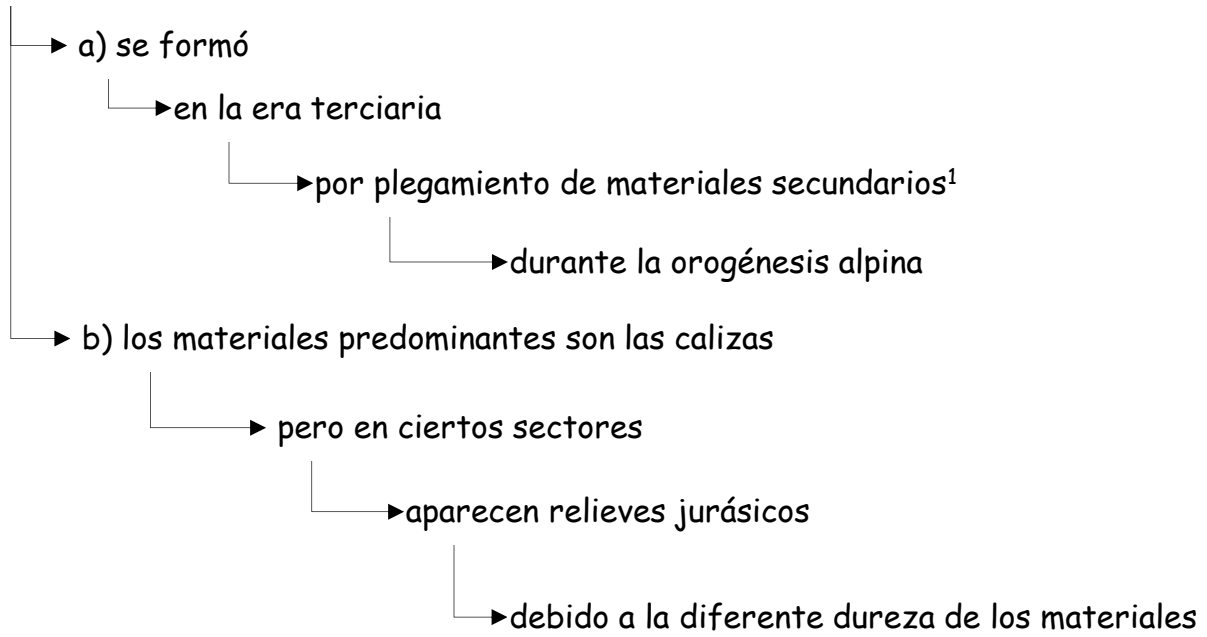 a) se formó
en la era terciaria
por plegamiento de materiales secundarios¹
durante la orogénesis alpina
b) los materiales predominantes son las calizas
pero en ciertos sectores
aparecen relieves jurásicos
debido a la diferente dureza de los materiales